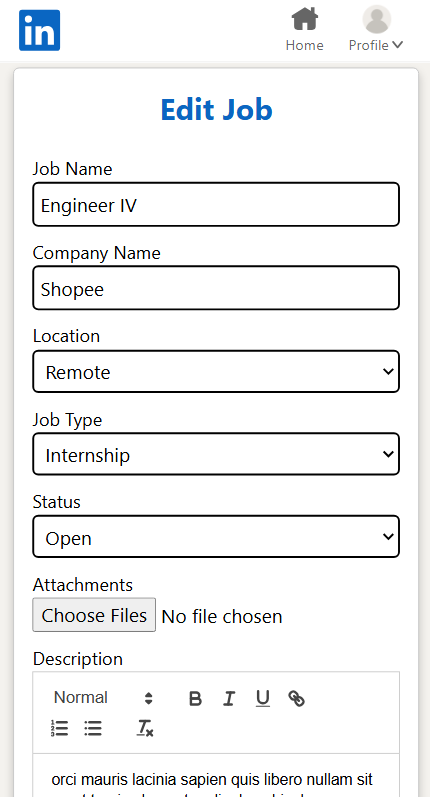 in
Home
Profile
Edit Job
Job Name
Engineer IV
Company Name
Shopee
Location
Remote
Job Type
Internship
Status
Open
Attachments
Choose Files No file chosen
Description
Normal B I U
orci mauris lacinia sapien quis libero nullam sit